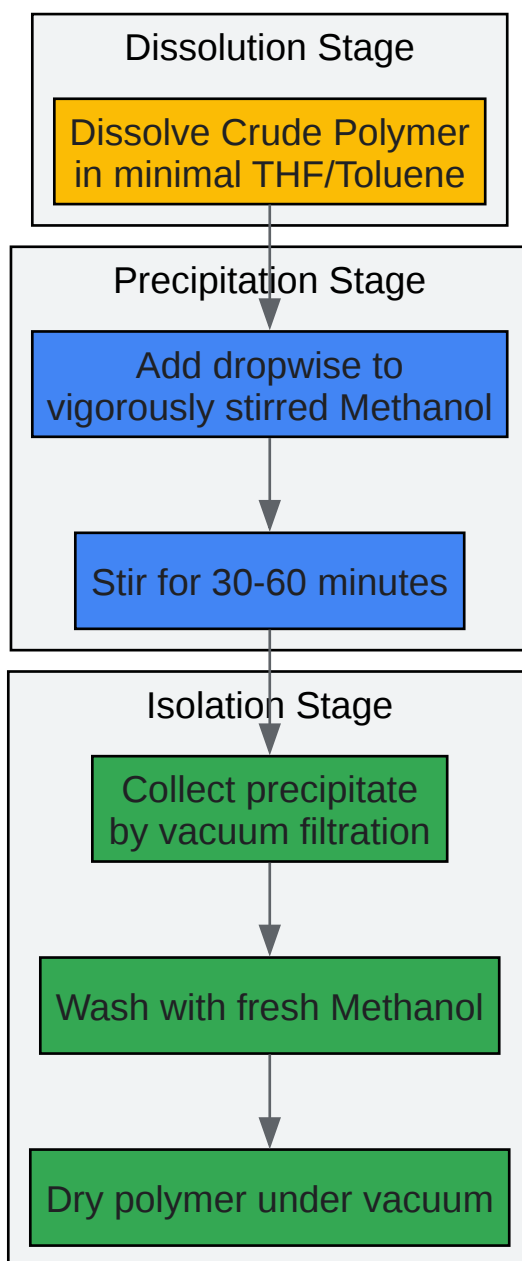 Dissolution Stage
Dissolve Crude Polymer
in minimal THF/Toluene
Precipitation Stage
Add dropwise to
vigorously stirred Methanol
Stir for 30-60 minutes
Isolation Stage
Collect precipitate
by vacuum filtration
Wash with fresh Methanol
Dry polymer under vacuum